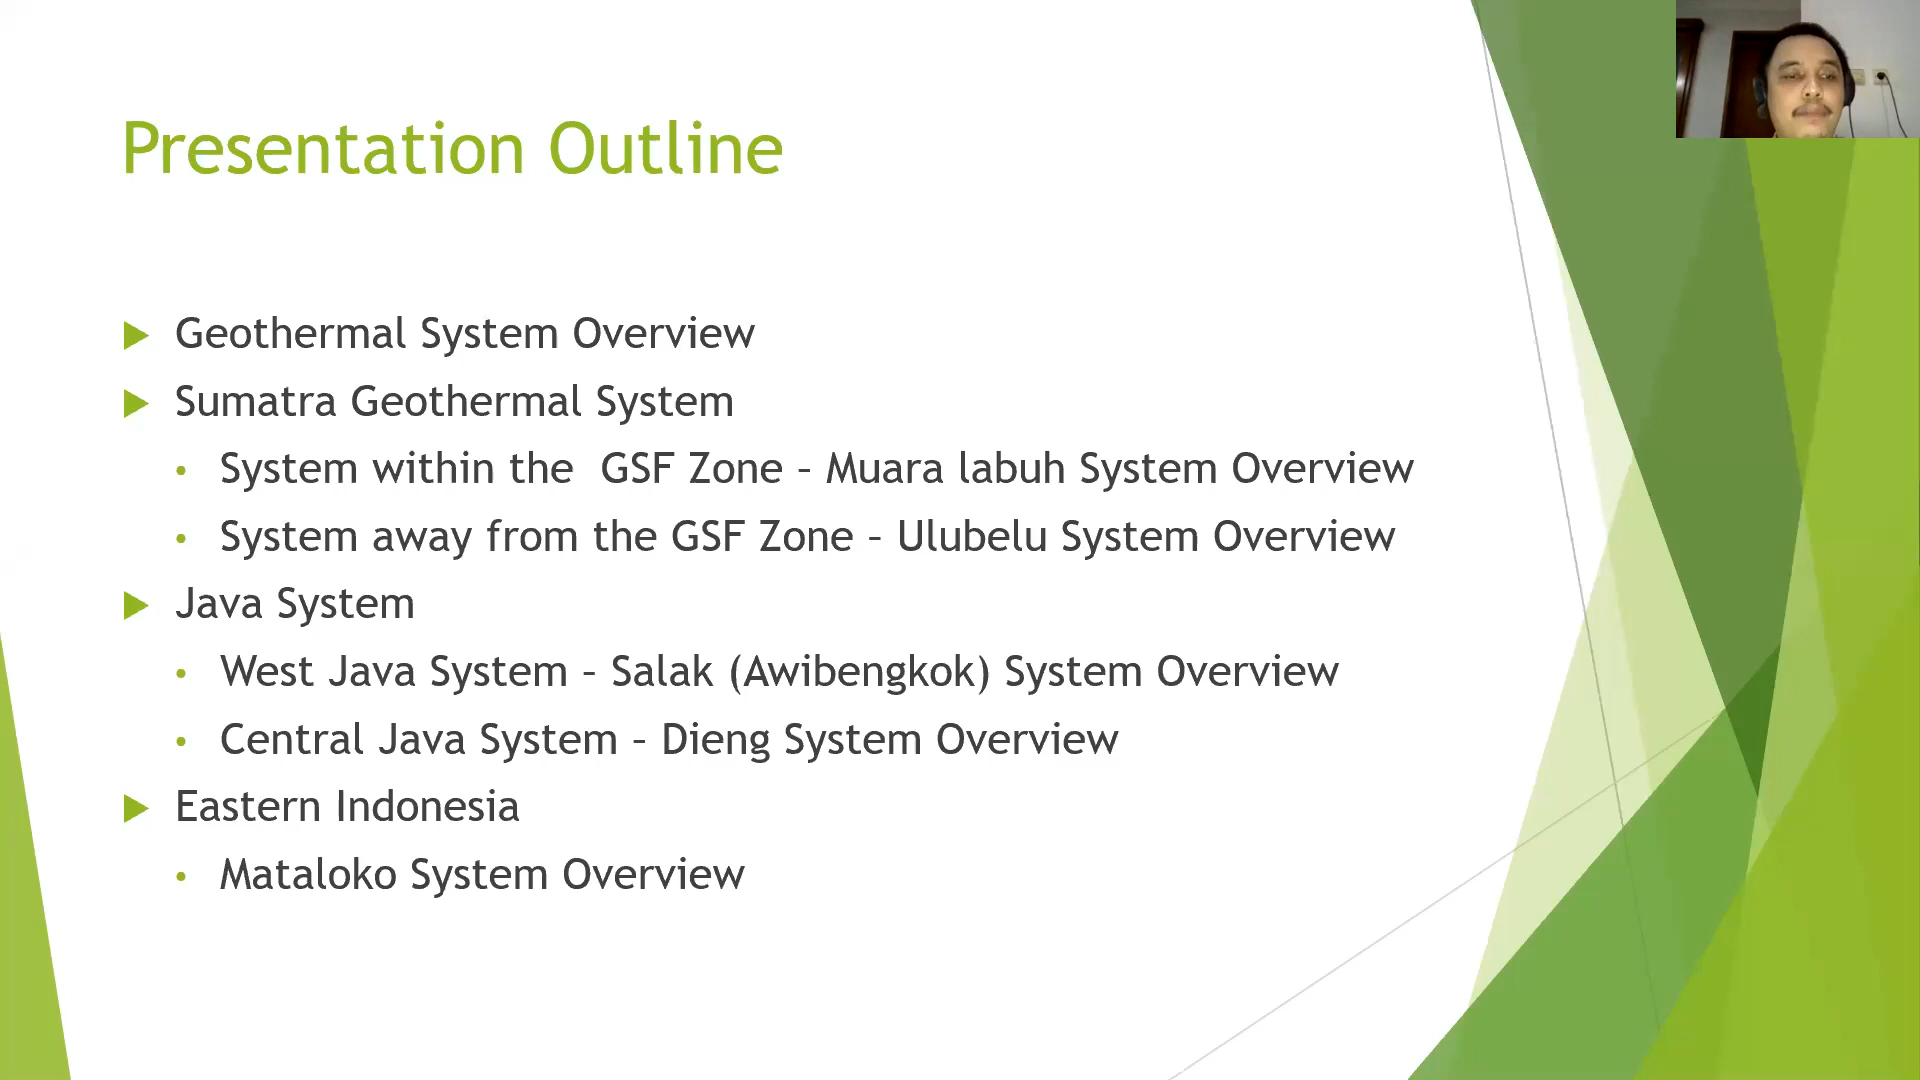 Presentation Outline
Geothermal System Overview
Sumatra Geothermal System
System within the  GSF Zone – Muara labuh System Overview
System away from the GSF Zone – Ulubelu System Overview
Java System
West Java System – Salak (Awibengkok) System Overview
Central Java System – Dieng System Overview
Eastern Indonesia
Mataloko System Overview